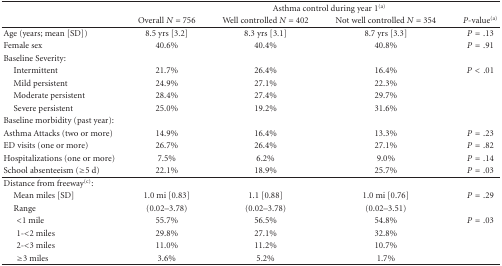 Asthma control during year 1(a)
Overall N = 756 Well controlled N = 402 Not well controlled N = 354 P-value(a)
Age (years; mean [SD]) 8.5 yrs [3.2] 8.3 yrs [3.1] 8.7 yrs [3.3] P = .13
Female sex 40.6% 40.4% 40.8% P = .91
Baseline Severity:
Intermittent 21.7% 26.4% 16.4% P < .01
Mild persistent 24.9% 27.1% 22.3%
Moderate persistent 28.4% 27.4% 29.7%
Severe persistent 25.0% 19.2% 31.6%
Baseline morbidity (past year):
Asthma Attacks (two or more) 14.9% 16.4% 13.3% P = .23
ED visits (one or more) 26.7% 26.4% 27.1% P = .82
Hospitalizations (one or more) 7.5% 6.2% 9.0% P = .14
School absenteeism (≥5 d) 22.1% 18.9% 25.7% P = .03
Distance from freeway(c):
Mean miles [SD] 1.0 mi [0.83] 1.1 [0.88] 1.0 mi [0.76] P = .29
Range (0.02–3.78) (0.02–3.78) (0.02–3.51)
<1 mile 55.7% 56.5% 54.8% P = .03
1-<2 miles 29.8% 27.1% 32.8%
2-<3 miles 11.0% 11.2% 10.7%
≥3 miles 3.6% 5.2% 1.7%